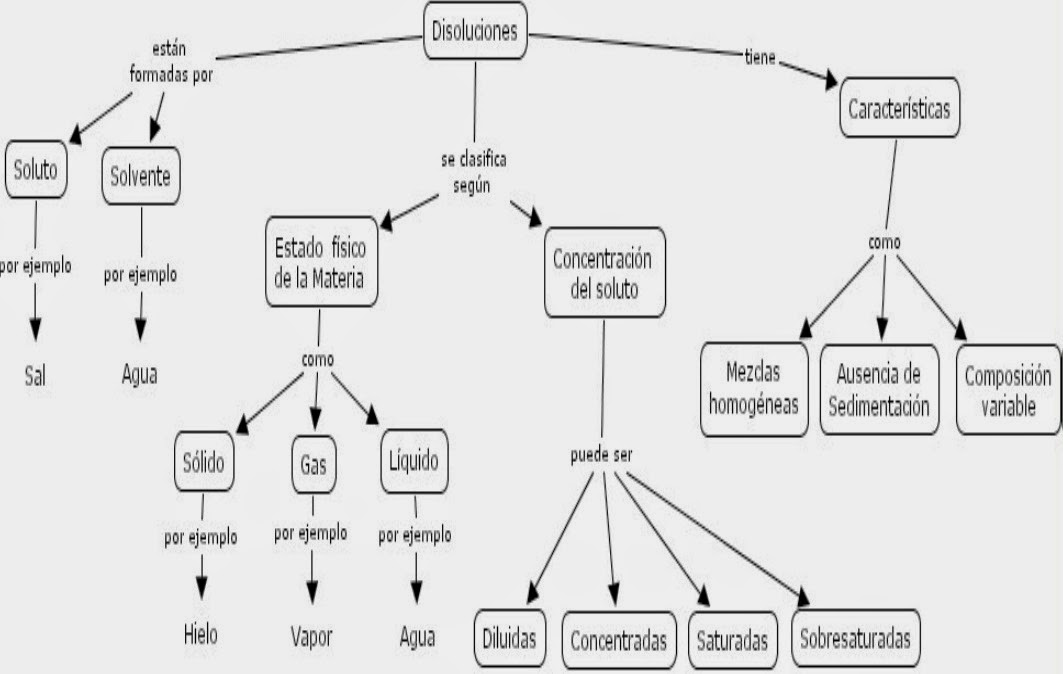 Disoluciones
están
formadas por
tiene
Característícas
Soluto
Solvente
se clasifica
según
por ejemplo
por ejemplo
Estado físico
de la Materia
Concentración
del soluto
como
Sal
Agua
como
Mezclas
homogéneas
Ausencia de
Sedimentación
Composición
variable
Sólido
Gas
Líquido
puede ser
por ejemplo
por ejemplo
por ejemplo
Hielo
Vapor
Agua
Diluidas
Concentradas
Saturadas
Sobresaturadas